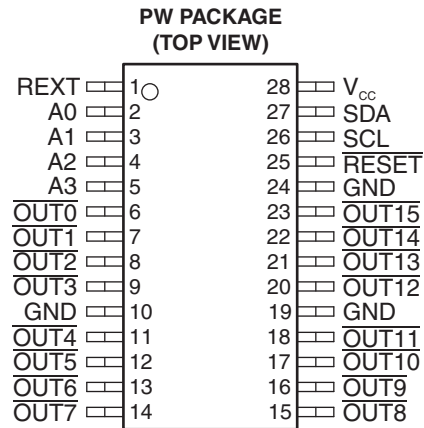 PW PACKAGE
(TOP VIEW)
REXT 1 28 Vcc
A0 2 27 SDA
A1 3 26 SCL
A2 4 25 RESET
A3 5 24 GND
OUT0 6 23 OUT15
OUT1 7 22 OUT14
OUT2 8 21 OUT13
OUT3 9 20 OUT12
GND 10 19 GND
OUT4 11 18 OUT11
OUT5 12 17 OUT10
OUT6 13 16 OUT9
OUT7 14 15 OUT8